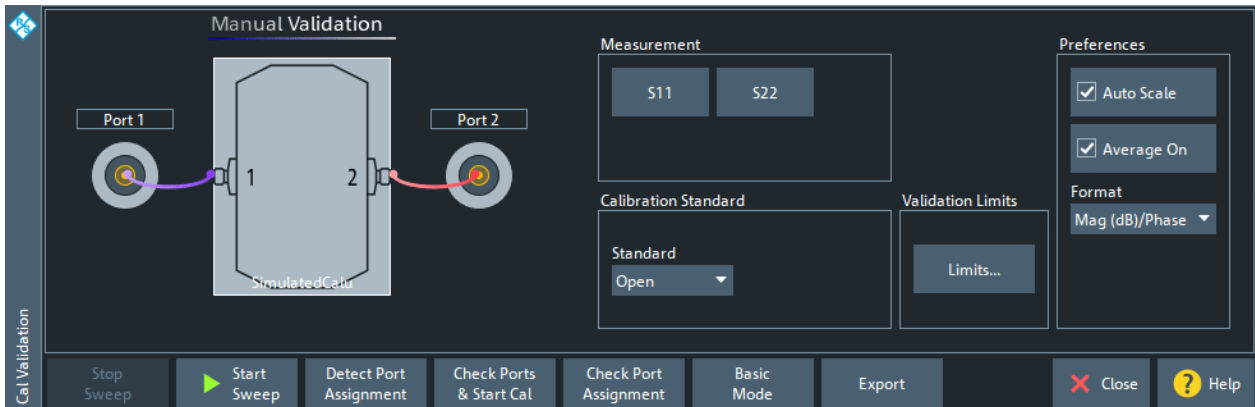 R&S
Manual Validation
Port 1
Port 2
1
2
SimulatedCalu
Measurement
S11
S22
Calibration Standard
Standard
Open
Validation Limits
Limits...
Preferences
Auto Scale
Average On
Format
Mag (dB)/Phase
Cal Validation
Stop
Sweep
Start
Sweep
Detect Port
Assignment
Check Ports
& Start Cal
Check Port
Assignment
Basic
Mode
Export
Close
? Help